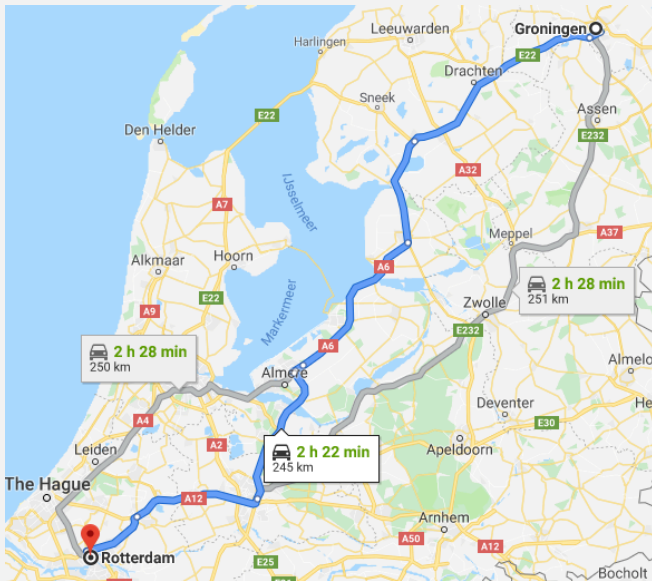 Groningen
Leeuwarden
Harlingen
E22
Drachten
Sneek
Assen
E22
Den Helder
E232
A32
IJsselmeer
A7
Meppel
A37
Hoorn
Alkmaar
A6
2 h 28 min
251 km
E22
A9
Markermeer
Zwolle
E232
2 h 28 min
250 km
A6
Almelo
Almere
Deventer
He
A4
E30
A2
2 h 22 min
245 km
Leiden
Apeldoorn
The Hague
A12
Arnhem
A50
A12
Rotterdam
E25
Bocholt